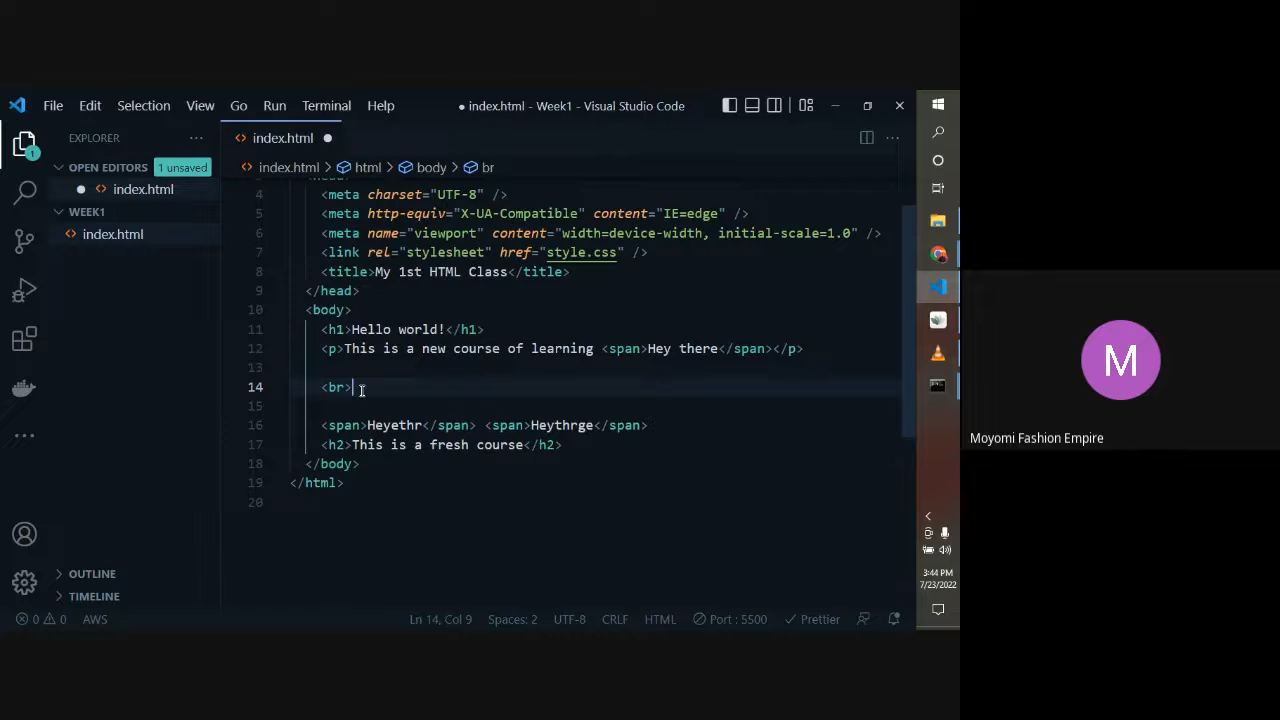 File Edit Selection View Go Run Terminal Help ● index.html - Week1 - Visual Studio Code
EXPLORER ···
<> index.html ●
OPEN EDITORS 1 unsaved
● <> index.html
WEEK1
<> index.html
<> index.html > html > body > br
4 <meta charset="UTF-8" />
5 <meta http-equiv="X-UA-Compatible" content="IE=edge" />
6 <meta name="viewport" content="width=device-width, initial-scale=1.0" />
7 <link rel="stylesheet" href="style.css" />
8 <title>My 1st HTML Class</title>
9 </head>
10 <body>
11 <h1>Hello world!</h1>
12 <p>This is a new course of learning <span>Hey there</span></p>
13
14 <br>
15
16 <span>Heyethr</span> <span>Heythrge</span>
17 <h2>This is a fresh course</h2>
18 </body>
19 </html>
20
1
OUTLINE
TIMELINE
0 0 AWS Ln 14, Col 9 Spaces: 2 UTF-8 CRLF HTML Port : 5500 Prettier
3:44 PM
7/23/2022
M
Moyomi Fashion Empire